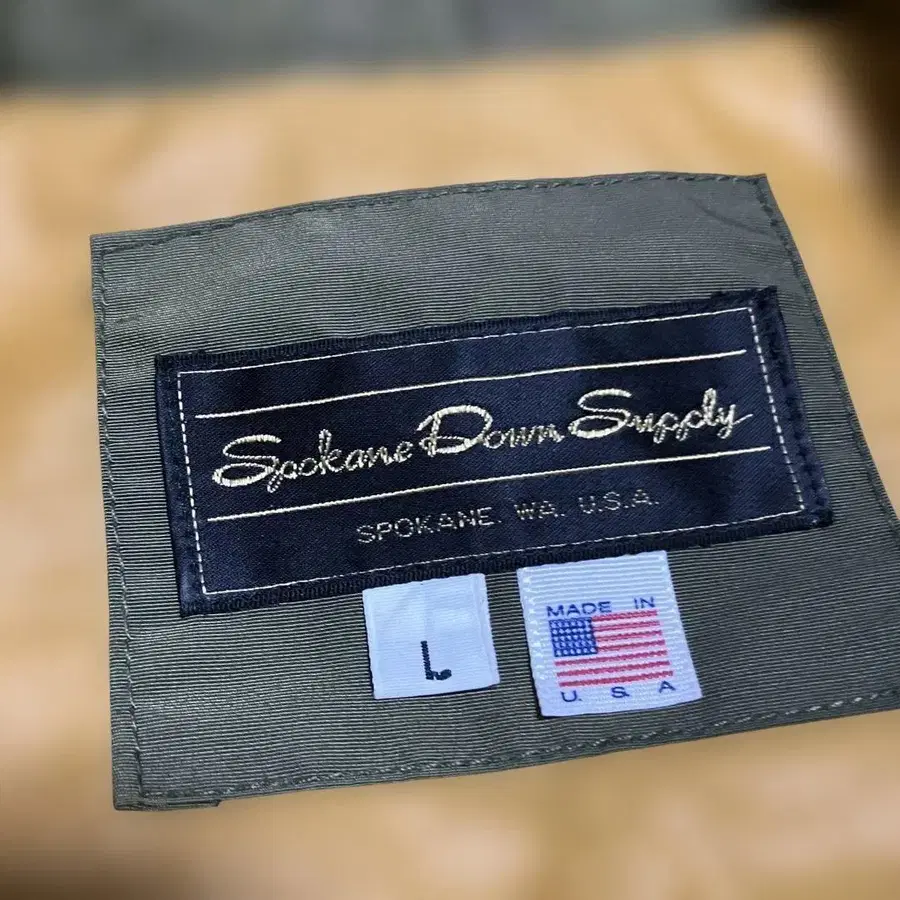 Spokane Down Supply
SPOKANE. WA. U.S.A.
L
MADE IN
U. S A